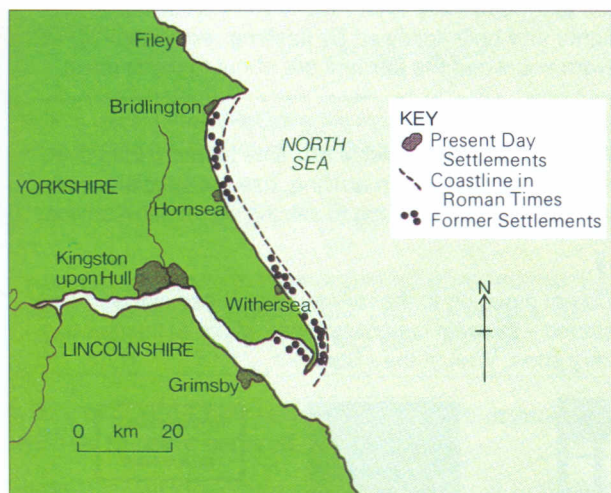 Filey
Bridlington
NORTH
SEA
YORKSHIRE
Hornsea
Kingston
upon Hull
Withersea
LINCOLNSHIRE
Grimsby
0 km 20
KEY
Present Day
Settlements
Coastline in
Roman Times
Former Settlements
N